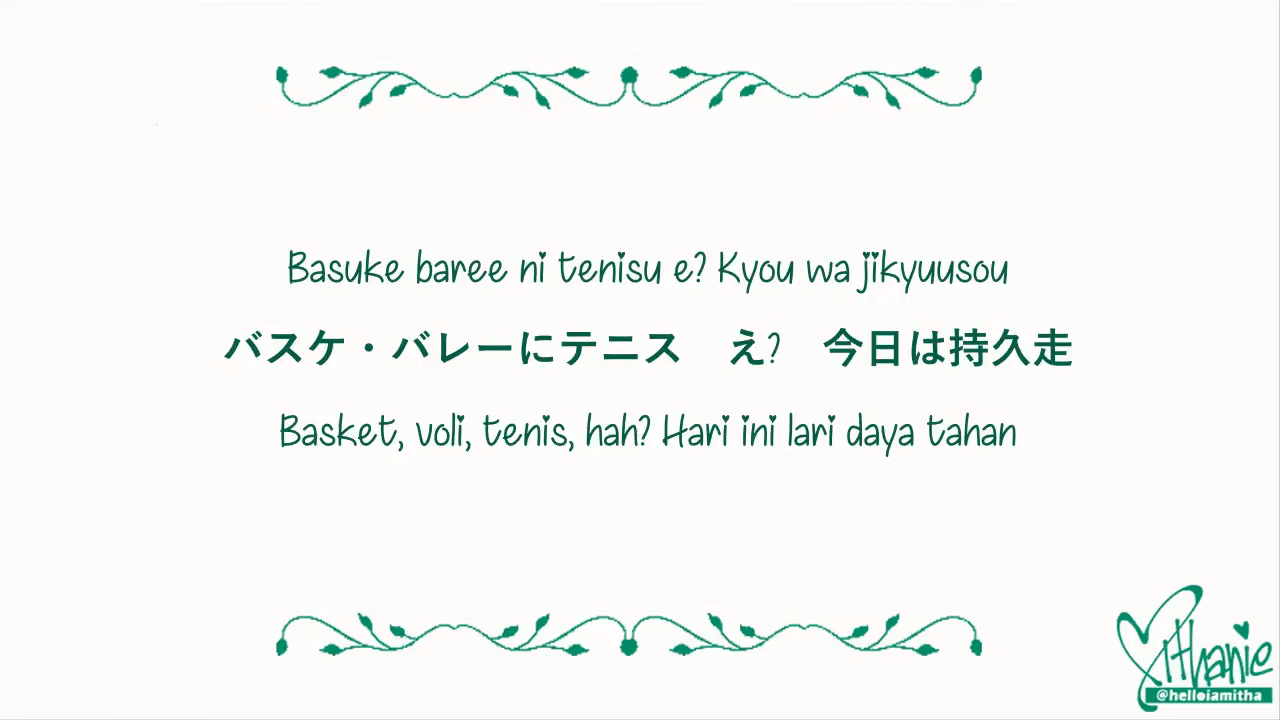 Basuke baree ni tenisu e? Kyou wa jikyuusou
バスケ・バレーにテニス　え?　今日は持久走
Basket, voli, tenis, hah? Hari ini lari daya tahan
Mithanie
@helloiamitha